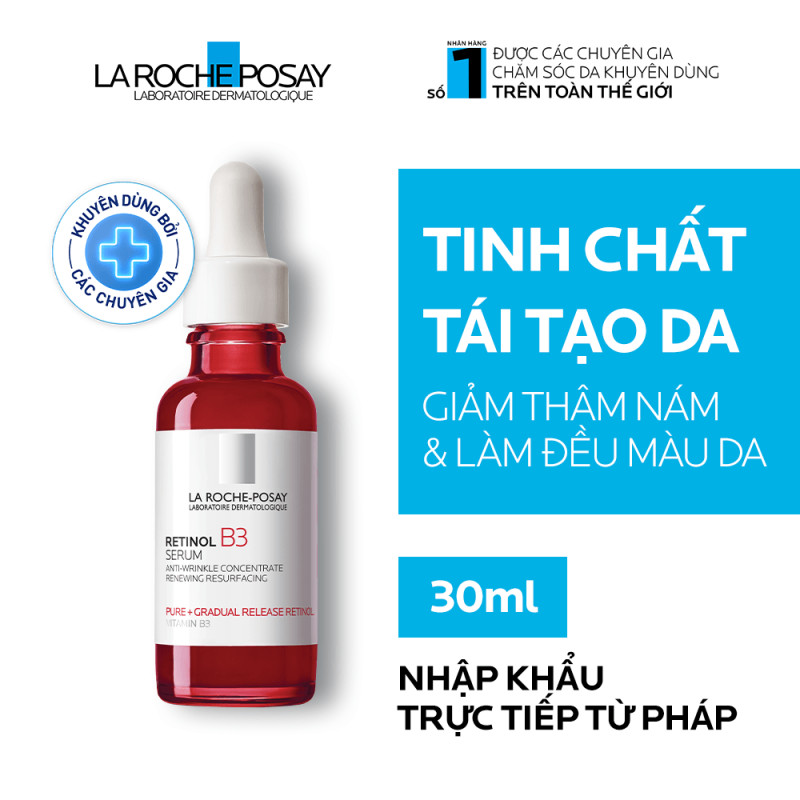 LA ROCHE POSAY
LABORATOIRE DERMATOLOGIQUE
NHÃN HÀNG
SỐ 1
ĐƯỢC CÁC CHUYÊN GIA
CHĂM SÓC DA KHUYÊN DÙNG
TRÊN TOÀN THẾ GIỚI
KHUYÊN DÙNG BỞI
CÁC CHUYÊN GIA
TINH CHẤT
TÁI TẠO DA
GIẢM THÂM NÁM
& LÀM ĐỀU MÀU DA
LA ROCHE-POSAY
LABORATOIRE DERMATOLOGIQUE
RETINOL B3
SERUM
ANTI-WRINKLE CONCENTRATE
RENEWING RESURFACING
PURE + GRADUAL RELEASE RETINOL
VITAMIN B3
30ml
NHẬP KHẨU
TRỰC TIẾP TỪ PHÁP